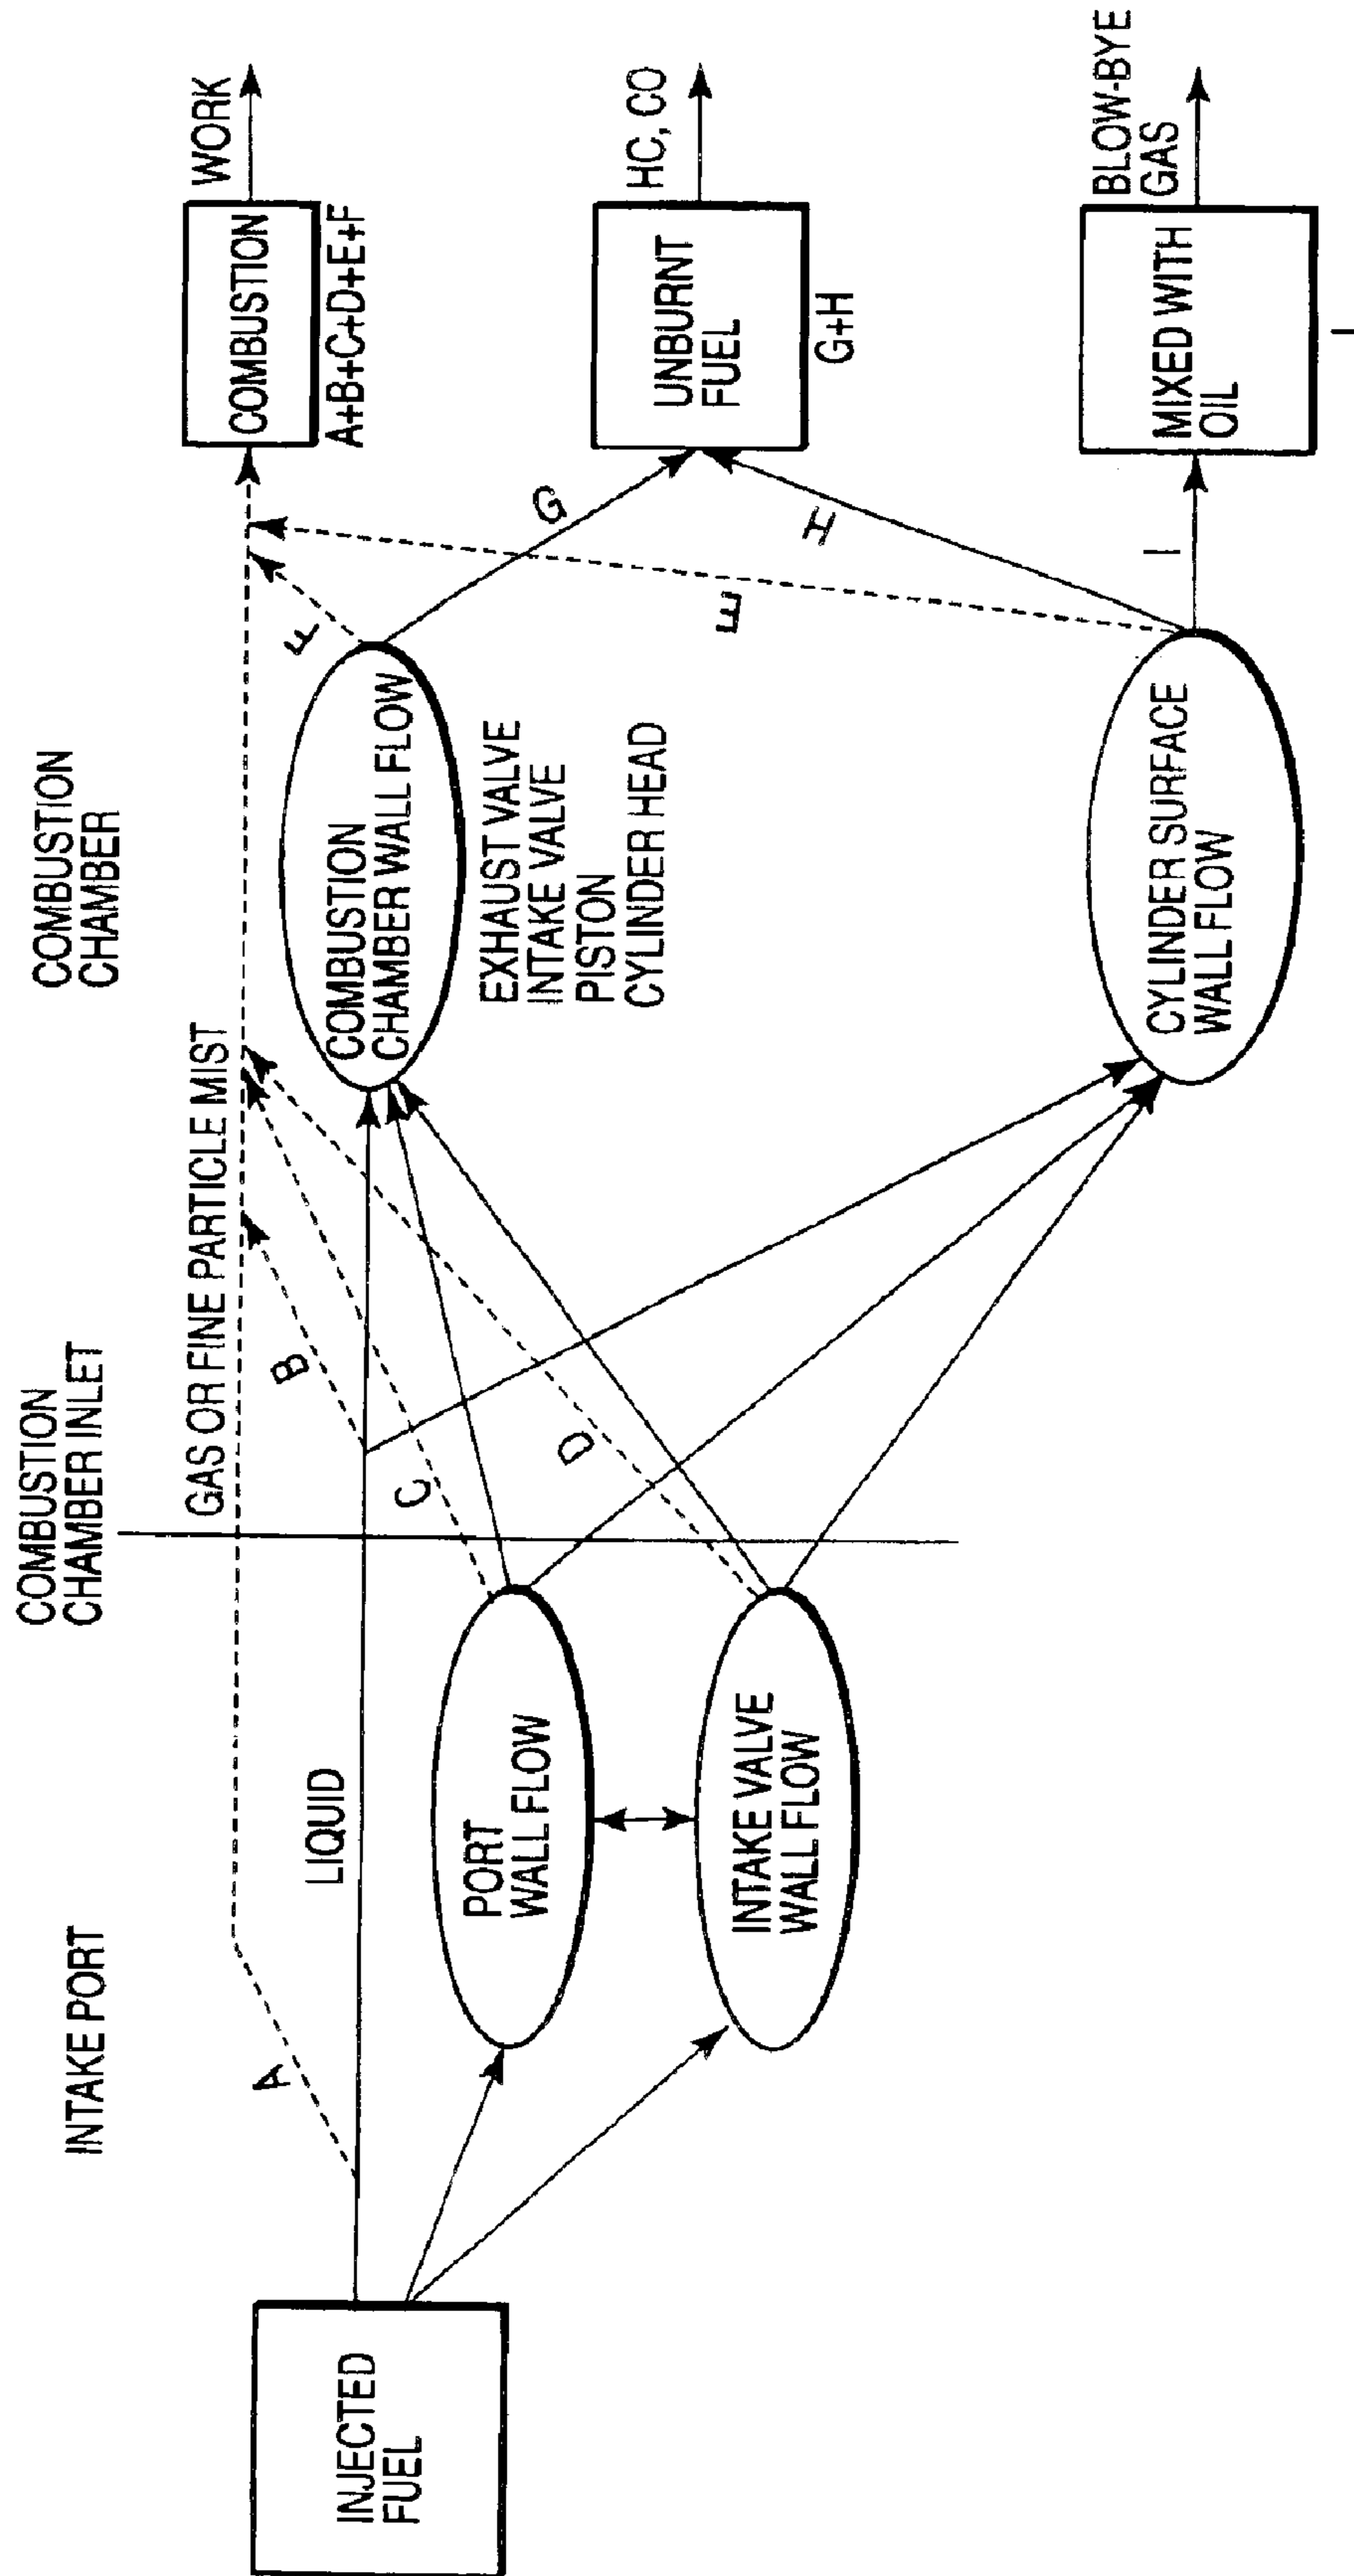 INTAKE PORT
COMBUSTION
CHAMBER INLET
COMBUSTION
CHAMBER
INJECTED
FUEL
A
LIQUID
GAS OR FINE PARTICLE MIST
B
C
D
PORT
WALL FLOW
INTAKE VALVE
WALL FLOW
COMBUSTION
CHAMBER WALL FLOW
EXHAUST VALVE
INTAKE VALVE
PISTON
CYLINDER HEAD
CYLINDER SURFACE
WALL FLOW
F
G
E
H
I
COMBUSTION
A+B+C+D+E+F
WORK
UNBURNT
FUEL
G+H
HC, CO
MIXED WITH
OIL
I
BLOW-BYE
GAS